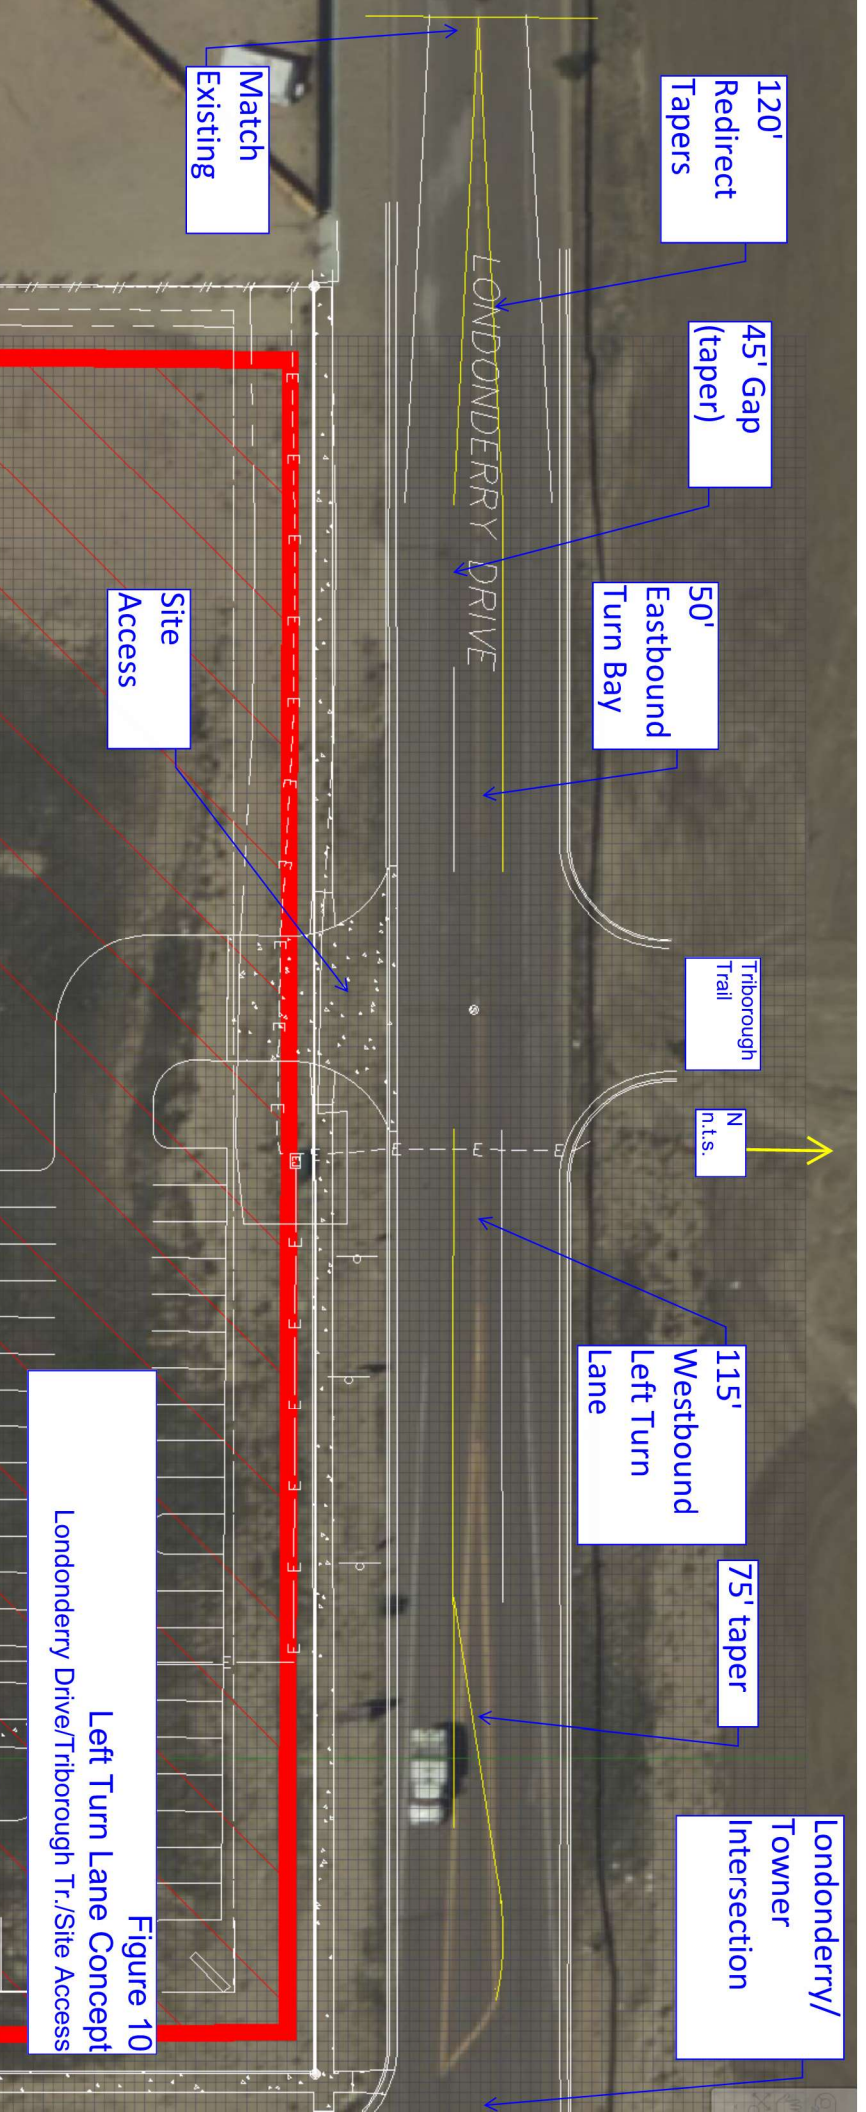 120'
Redirect
Tapers
Match
Existing
45' Gap
(taper)
50'
Eastbound
Turn Bay
Site
Access
LONDONDERRY DRIVE
Triborough
Trail
N
n.t.s.
115'
Westbound
Left Turn
Lane
75' taper
Londonderry/
Towner
Intersection
Figure 10
Left Turn Lane Concept
Londonderry Drive/Triborough Tr./Site Access